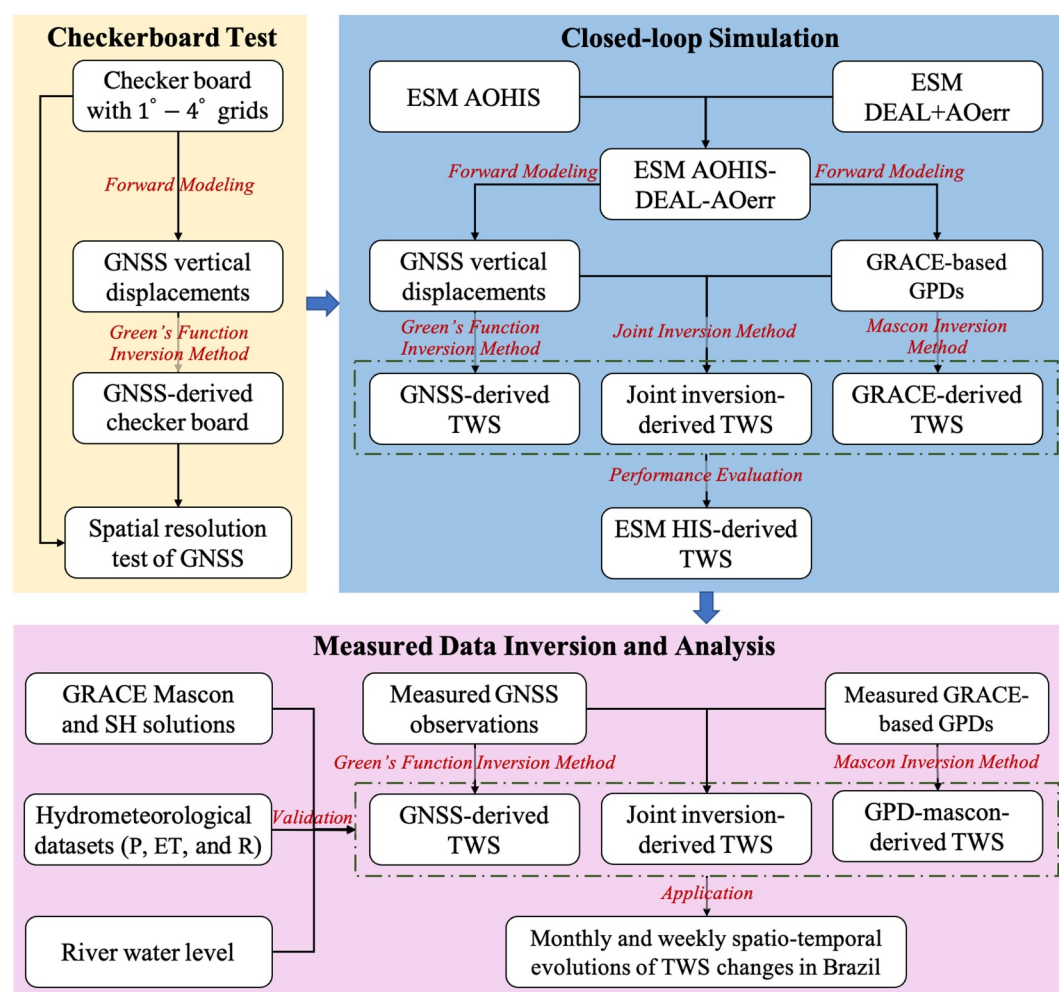 Checkerboard Test
Checker board
with 1° − 4° grids
Forward Modeling
GNSS vertical
displacements
Green's Function
Inversion Method
GNSS-derived
checker board
Spatial resolution
test of GNSS
Closed-loop Simulation
ESM AOHIS
ESM
DEAL+AOerr
Forward Modeling
ESM AOHIS-
DEAL-AOerr
Forward Modeling
GNSS vertical
displacements
GRACE-based
GPDs
Green's Function
Inversion Method
Joint Inversion Method
Mascon Inversion
Method
GNSS-derived
TWS
Joint inversion-
derived TWS
GRACE-derived
TWS
Performance Evaluation
ESM HIS-derived
TWS
Measured Data Inversion and Analysis
GRACE Mascon
and SH solutions
Hydrometeorological
datasets (P, ET, and R)
River water level
Validation
Measured GNSS
observations
Measured GRACE-
based GPDs
Green's Function Inversion Method
Mascon Inversion Method
GNSS-derived
TWS
Joint inversion-
derived TWS
GPD-mascon-
derived TWS
Application
Monthly and weekly spatio-temporal
evolutions of TWS changes in Brazil